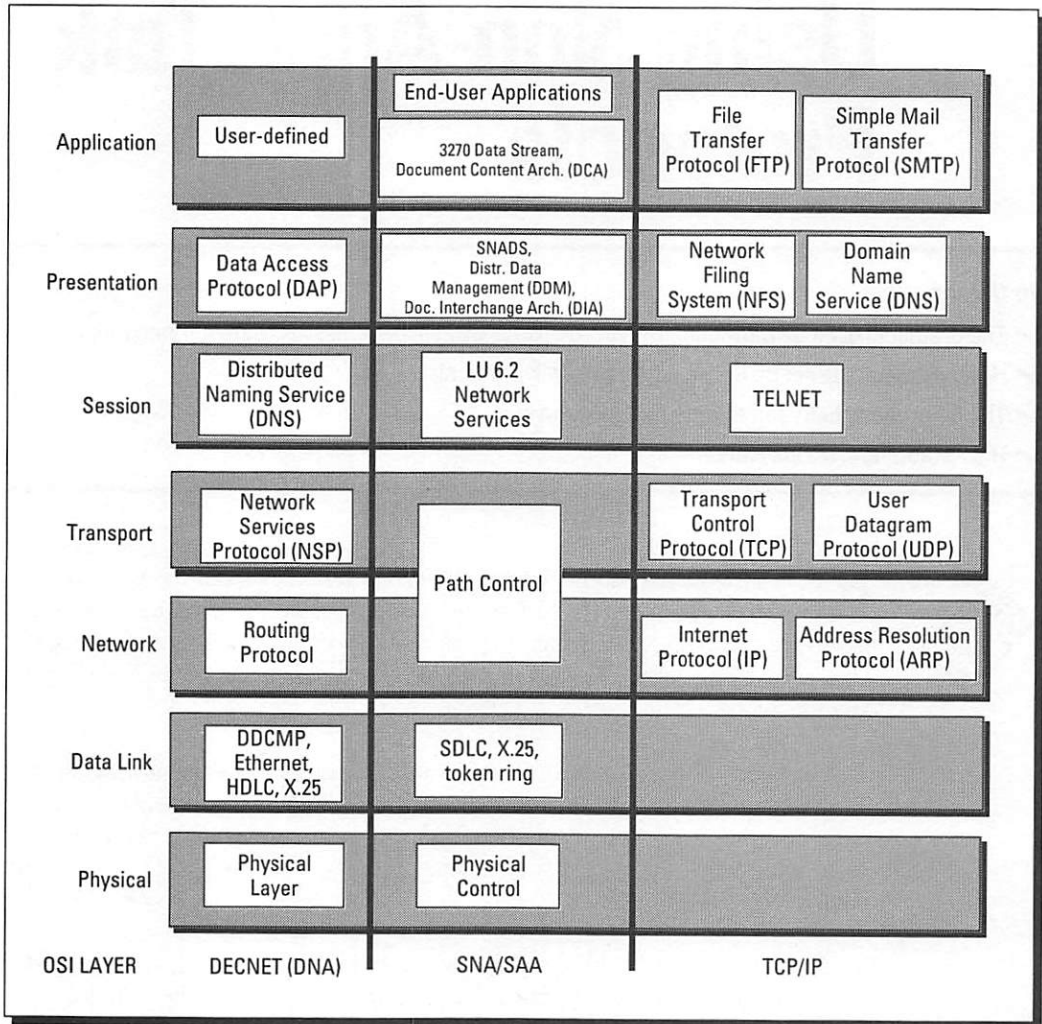 Application
User-defined
End-User Applications
3270 Data Stream,
Document Content Arch. (DCA)
File
Transfer
Protocol (FTP)
Simple Mail
Transfer
Protocol (SMTP)
Presentation
Data Access
Protocol (DAP)
SNADS,
Distr. Data
Management (DDM),
Doc. Interchange Arch. (DIA)
Network
Filing
System (NFS)
Domain
Name
Service (DNS)
Session
Distributed
Naming Service
(DNS)
LU 6.2
Network
Services
TELNET
Transport
Network
Services
Protocol (NSP)
Path Control
Transport
Control
Protocol (TCP)
User
Datagram
Protocol (UDP)
Network
Routing
Protocol
Internet
Protocol (IP)
Address Resolution
Protocol (ARP)
Data Link
DDCMP,
Ethernet,
HDLC, X.25
SDLC, X.25,
token ring
Physical
Physical
Layer
Physical
Control
OSI LAYER
DECNET (DNA)
SNA/SAA
TCP/IP